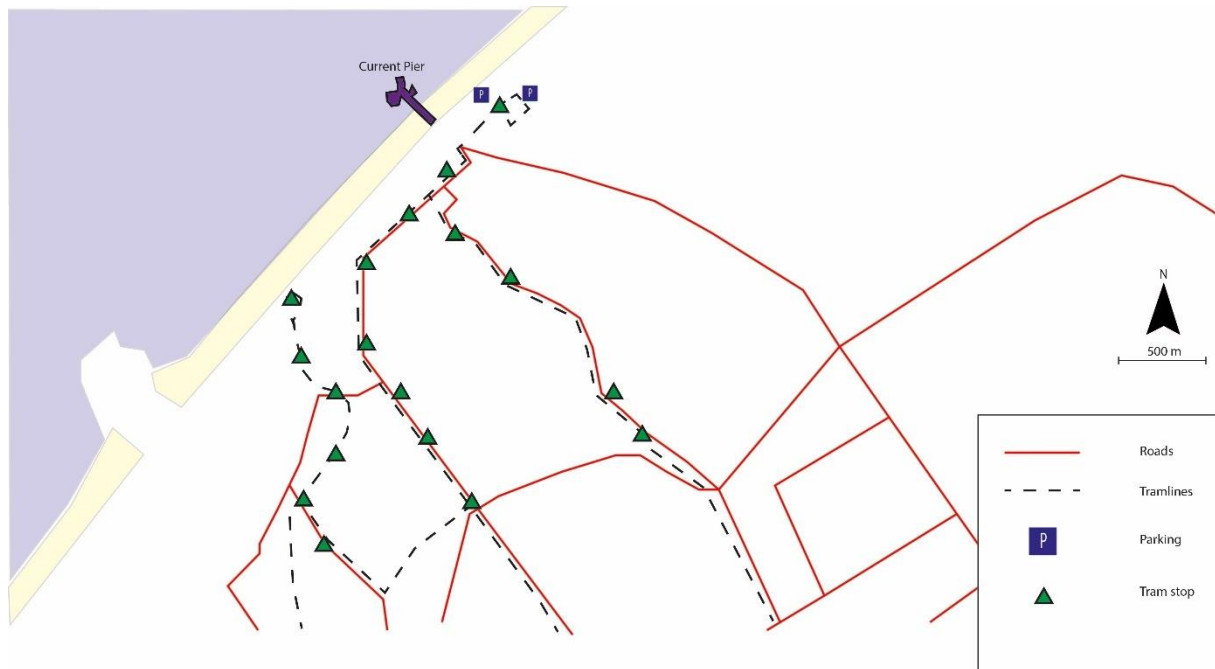 Current Pier
P
P
N
500 m
Roads
Tramlines
P
Parking
Tram stop